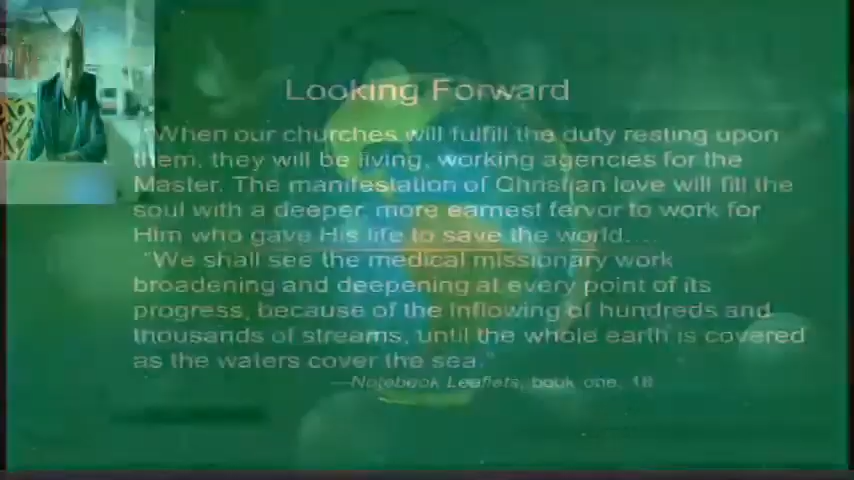 Looking Forward
"When our churches will fulfill the duty resting upon
them, they will be living, working agencies for the
Master. The manifestation of Christian love will fill the
soul with a deeper, more earnest fervor to work for
Him who gave His life to save the world....
"We shall see the medical missionary work
broadening and deepening at every point of its
progress, because of the inflowing of hundreds and
thousands of streams, until the whole earth is covered
as the waters cover the sea."
—Notebook Leaflets, book one, 18